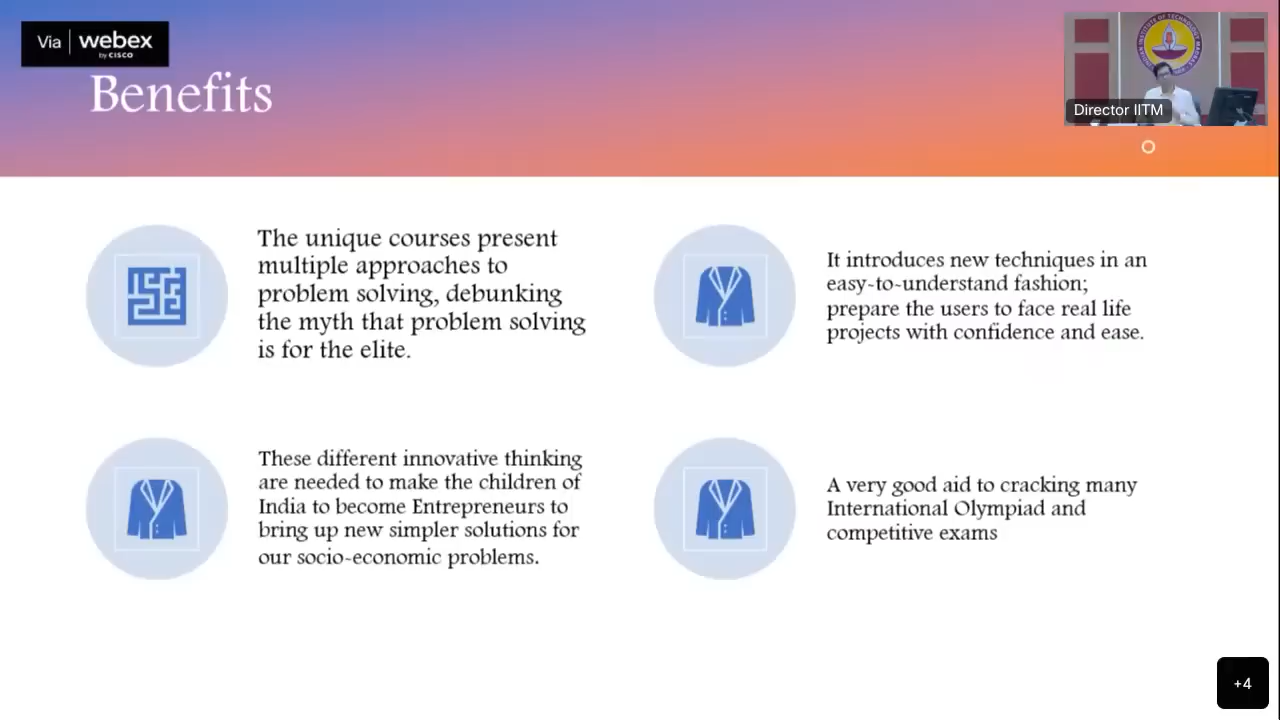 Via webex
by CISCO
Benefits
Director IITM
The unique courses present
multiple approaches to
problem solving, debunking
the myth that problem solving
is for the elite.
It introduces new techniques in an
easy-to-understand fashion;
prepare the users to face real life
projects with confidence and ease.
These different innovative thinking
are needed to make the children of
India to become Entrepreneurs to
bring up new simpler solutions for
our socio-economic problems.
A very good aid to cracking many
International Olympiad and
competitive exams
+4